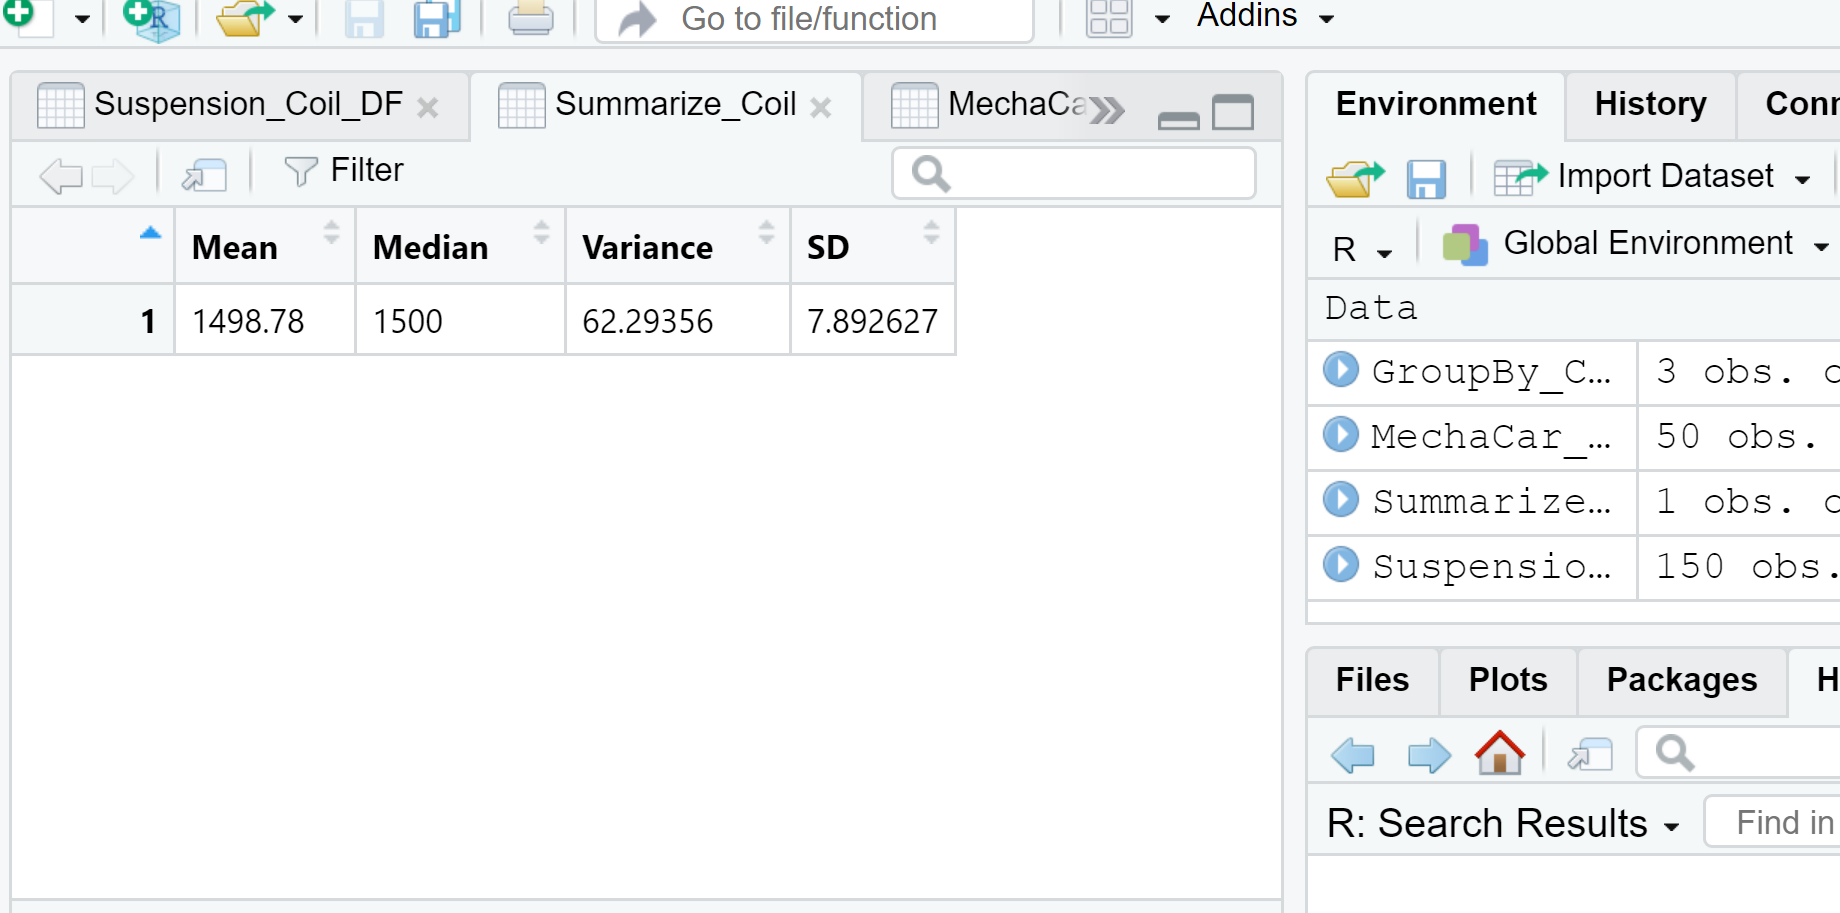 Go to file/function
Addins
Suspension_Coil_DF
Summarize_Coil
MechaCa
Filter
Mean Median Variance SD
1 1498.78 1500 62.29356 7.892627
Environment History Conn
Import Dataset
R Global Environment
Data
GroupBy_C… 3 obs. o
MechaCar_… 50 obs.
Summarize… 1 obs. o
Suspensio… 150 obs.
Files Plots Packages H
R: Search Results
Find in